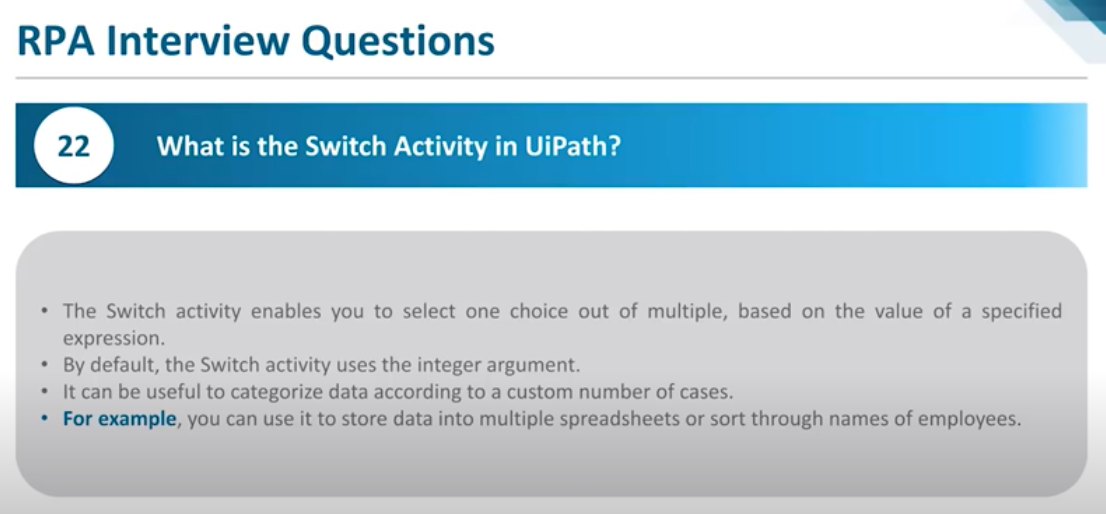 RPA Interview Questions
22
What is the Switch Activity in UiPath?
• The Switch activity enables you to select one choice out of multiple, based on the value of a specified
expression.
• By default, the Switch activity uses the integer argument.
• It can be useful to categorize data according to a custom number of cases.
• For example, you can use it to store data into multiple spreadsheets or sort through names of employees.